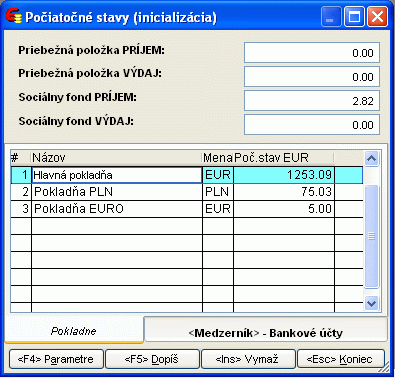 Počiatočné stavy (inicializácia)
Priebežná položka PRÍJEM: 0.00
Priebežná položka VÝDAJ: 0.00
Sociálny fond PRÍJEM: 2.82
Sociálny fond VÝDAJ: 0.00
# Názov Mena Poč.stav EUR
1 Hlavná pokladňa EUR 1253.09
2 Pokladňa PLN PLN 75.03
3 Pokladňa EURO EUR 5.00
Pokladne <Medzerník> - Bankové účty
<F4> Parametre <F5> Dopíš <Ins> Vymaž <Esc> Koniec